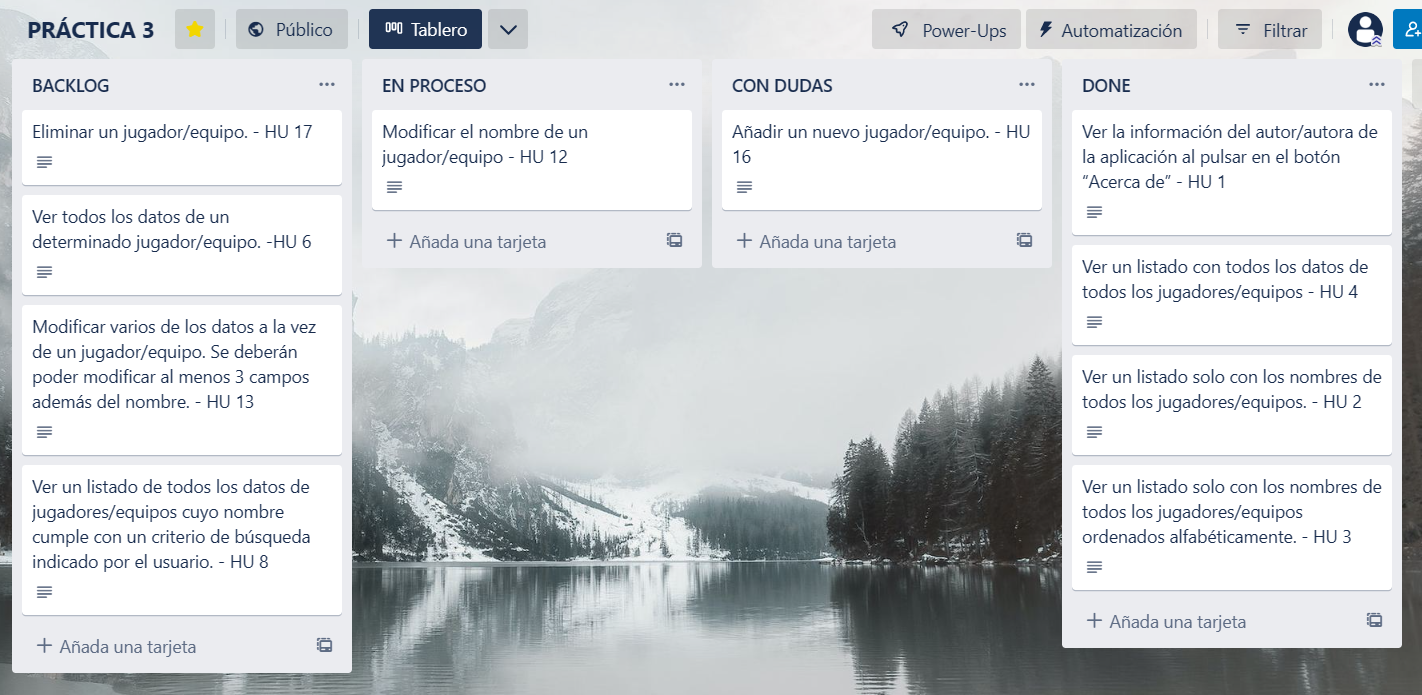 PRÁCTICA 3
Público
Tablero
Power-Ups
Automatización
Filtrar
BACKLOG
Eliminar un jugador/equipo. - HU 17
Ver todos los datos de un
determinado jugador/equipo. -HU 6
Modificar varios de los datos a la vez
de un jugador/equipo. Se deberán
poder modificar al menos 3 campos
además del nombre. - HU 13
Ver un listado de todos los datos de
jugadores/equipos cuyo nombre
cumple con un criterio de búsqueda
indicado por el usuario. - HU 8
Añada una tarjeta
EN PROCESO
Modificar el nombre de un
jugador/equipo - HU 12
Añada una tarjeta
CON DUDAS
Añadir un nuevo jugador/equipo. - HU
16
Añada una tarjeta
DONE
Ver la información del autor/autora de
la aplicación al pulsar en el botón
“Acerca de” - HU 1
Ver un listado con todos los datos de
todos los jugadores/equipos - HU 4
Ver un listado solo con los nombres de
todos los jugadores/equipos. - HU 2
Ver un listado solo con los nombres de
todos los jugadores/equipos
ordenados alfabéticamente. - HU 3
Añada una tarjeta